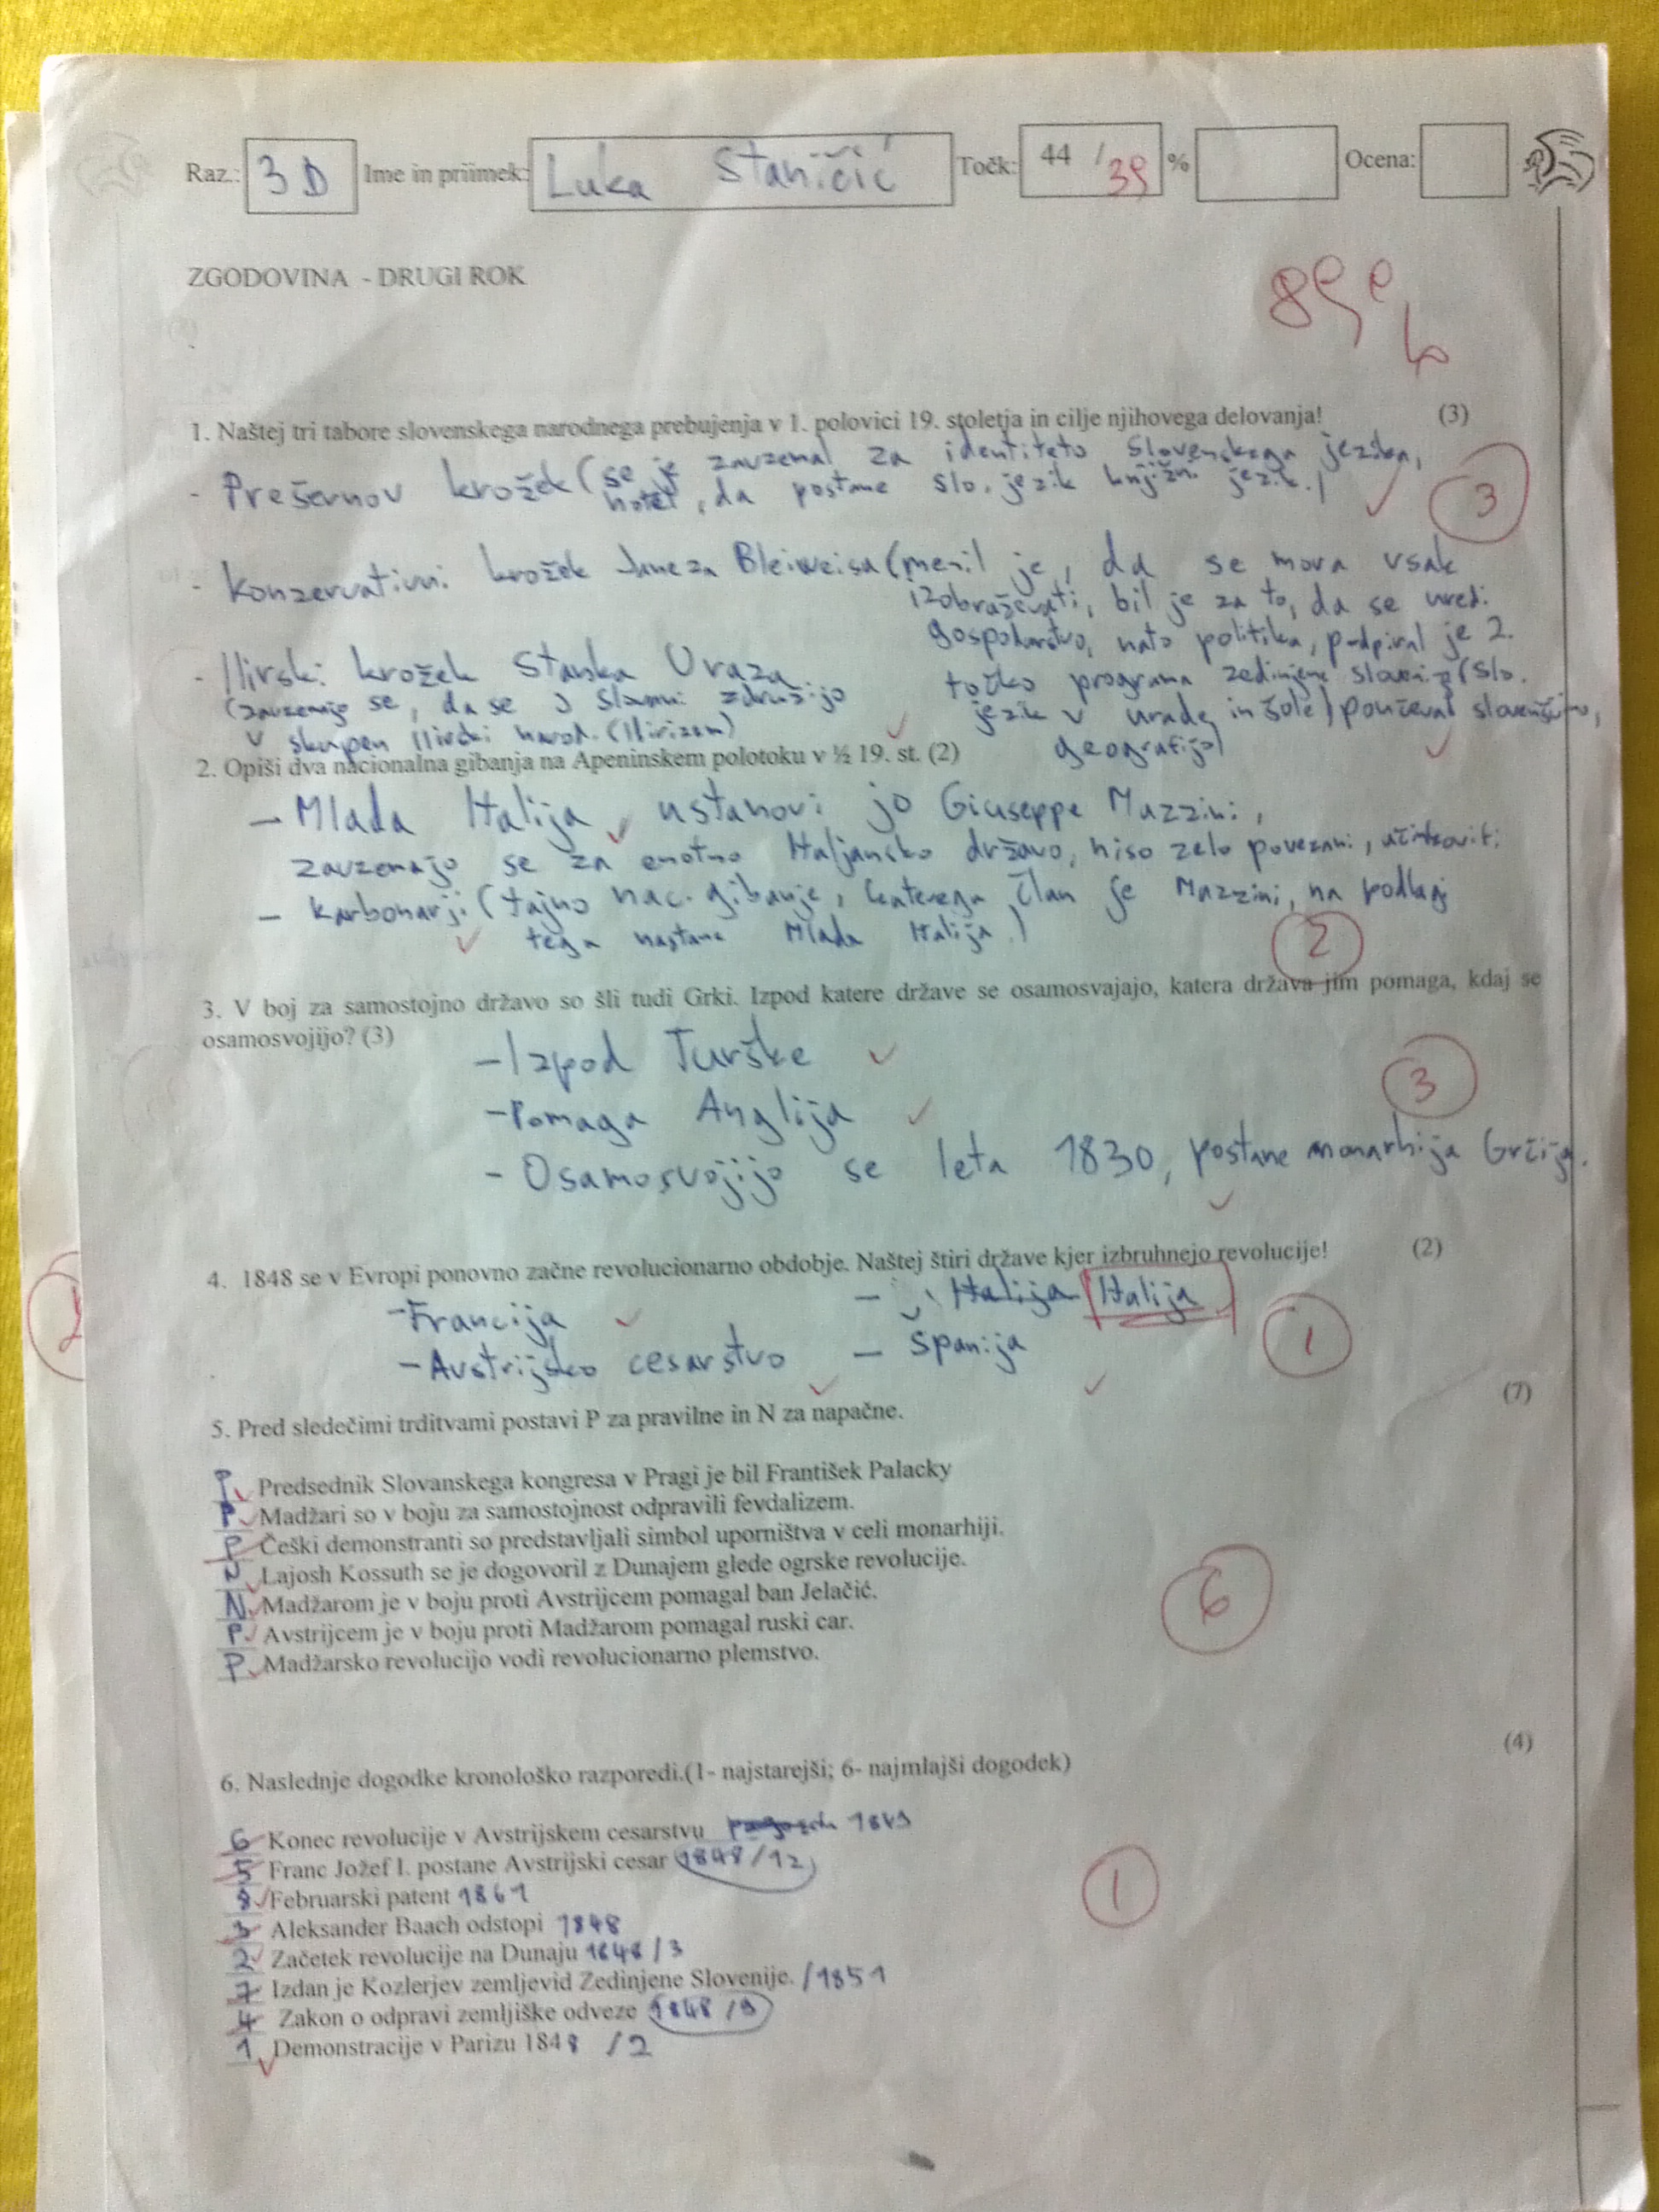 Raz.: 3 D Ime in priimek: Luka Staničić Točk: 44 / 39 % Ocena:
ZGODOVINA - DRUGI ROK
89%
1. Naštej tri tabore slovenskega narodnega prebujenja v 1. polovici 19. stoletja in cilje njihovega delovanja! (3)
- Prešernov krožek (se je zavzemal za identiteto slovenskega jezika,
hotel, da postane slo. jezik knjižni jezik.)
3
- Konzervativni krožek Janeza Bleiweisa (menil je, da se mora vsak
izobraževati, bil je za to, da se uredi
gospodarstvo, nato politika, podpiral je 2.
točko programa zedinjene slovenije (slo.
jezik v urade in šole) poučeval slovenščino,
geografijo)
- Ilirski krožek Stanka Vraza
(zavzemajo se, da se J Slovani združijo
v skupen Ilirski narod. (Ilirizem)
2. Opiši dva nacionalna gibanja na Apeninskem polotoku v ½ 19. st. (2)
- Mlada Italija, ustanovi jo Giuseppe Mazzini,
zavzemajo se za enotno Italjansko državo, niso zelo povezani, učinkoviti
- karbonarji (tajno nac. gibanje, katerega član je Mazzini, na podlagi
tega nastane Mlada Italija.)
2
3. V boj za samostojno državo so šli tudi Grki. Izpod katere države se osamosvajajo, katera država jim pomaga, kdaj se
osamosvojijo? (3)
- Izpod Turške
- Pomaga Anglija
3
- Osamosvojijo se leta 1830, postane monarhija Grčija.
4. 1848 se v Evropi ponovno začne revolucionarno obdobje. Naštej štiri države kjer izbruhnejo revolucije! (2)
- Francija - Italija Italija
- Avstrijsko cesarstvo - Španija
1
5. Pred sledečimi trditvami postavi P za pravilne in N za napačne. (7)
P Predsednik Slovanskega kongresa v Pragi je bil František Palacky
P Madžari so v boju za samostojnost odpravili fevdalizem.
P Češki demonstranti so predstavljali simbol uporništva v celi monarhiji.
N Lajosh Kossuth se je dogovoril z Dunajem glede ogrske revolucije.
N Madžarom je v boju proti Avstrijcem pomagal ban Jelačić.
P Avstrijcem je v boju proti Madžarom pomagal ruski car.
P Madžarsko revolucijo vodi revolucionarno plemstvo.
6
6. Naslednje dogodke kronološko razporedi.(1- najstarejši; 6- najmlajši dogodek) (4)
6 Konec revolucije v Avstrijskem cesarstvu 1849
5 Franc Jožef I. postane Avstrijski cesar 1848/12
8 Februarski patent 1861
3 Aleksander Baach odstopi 1848
2 Začetek revolucije na Dunaju 1848/3
7 Izdan je Kozlerjev zemljevid Zedinjene Slovenije. /1851
4 Zakon o odpravi zemljiške odveze 1848/9
1 Demonstracije v Parizu 1848 /2
1